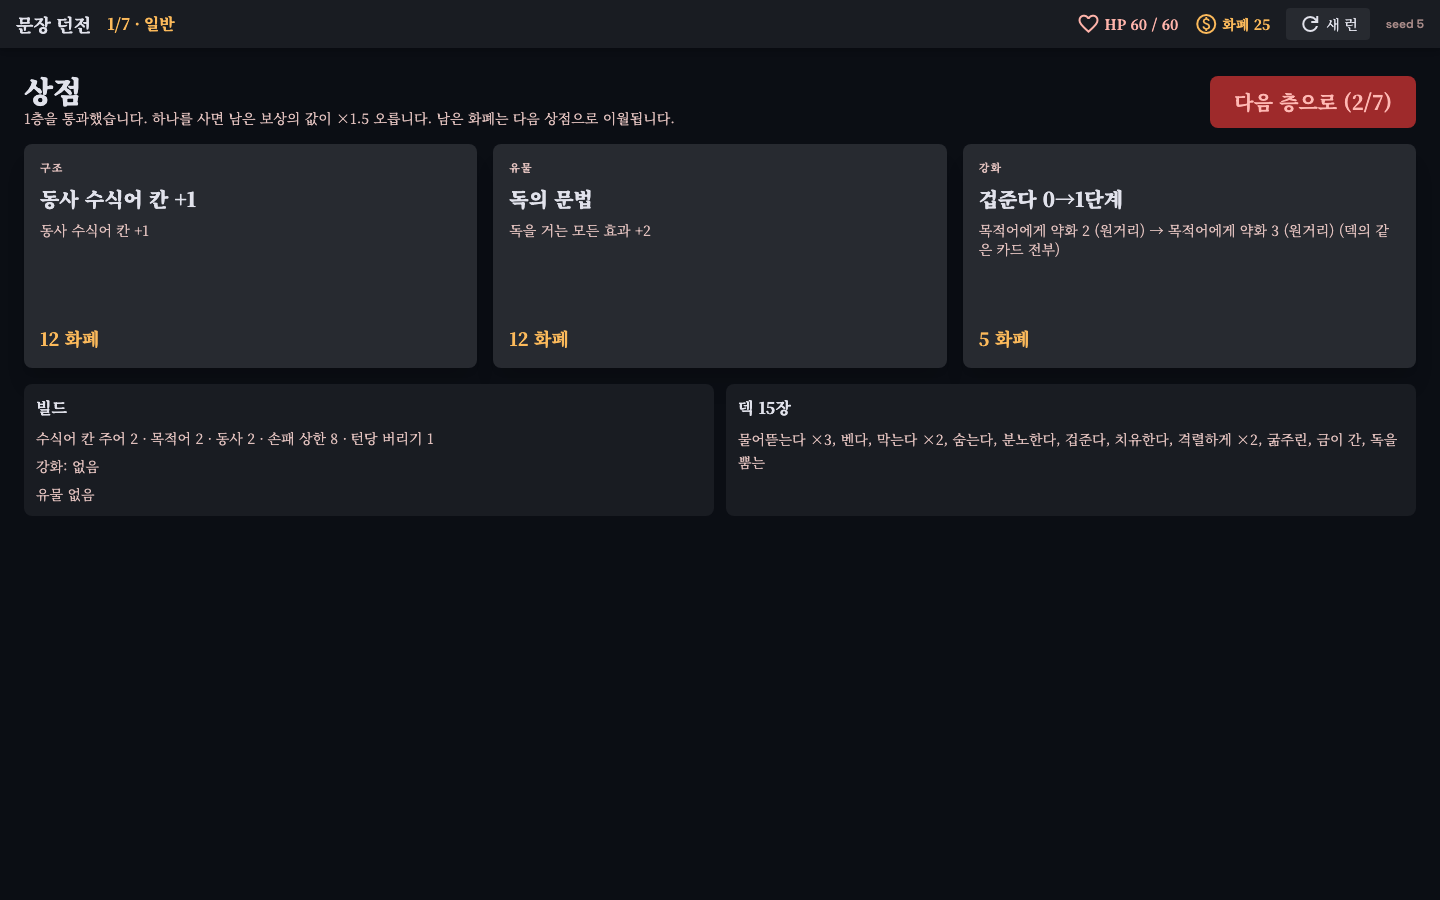 문장 던전
1/7 · 일반
HP 60 / 60
화폐 25
새 런
seed 5
상점
1층을 통과했습니다. 하나를 사면 남은 보상의 값이 ×1.5 오릅니다. 남은 화폐는 다음 상점으로 이월됩니다.
다음 층으로 (2/7)
구조
동사 수식어 칸 +1
동사 수식어 칸 +1
12 화폐
유물
독의 문법
독을 거는 모든 효과 +2
12 화폐
강화
겁준다 0→1단계
목적어에게 약화 2 (원거리) → 목적어에게 약화 3 (원거리) (덱의 같
은 카드 전부)
5 화폐
빌드
수식어 칸 주어 2 · 목적어 2 · 동사 2 · 손패 상한 8 · 턴당 버리기 1
강화: 없음
유물 없음
덱 15장
물어뜯는다 ×3, 벤다, 막는다 ×2, 숨는다, 분노한다, 겁준다, 치유한다, 격렬하게 ×2, 굶주린, 금이 간, 독을
뿜는